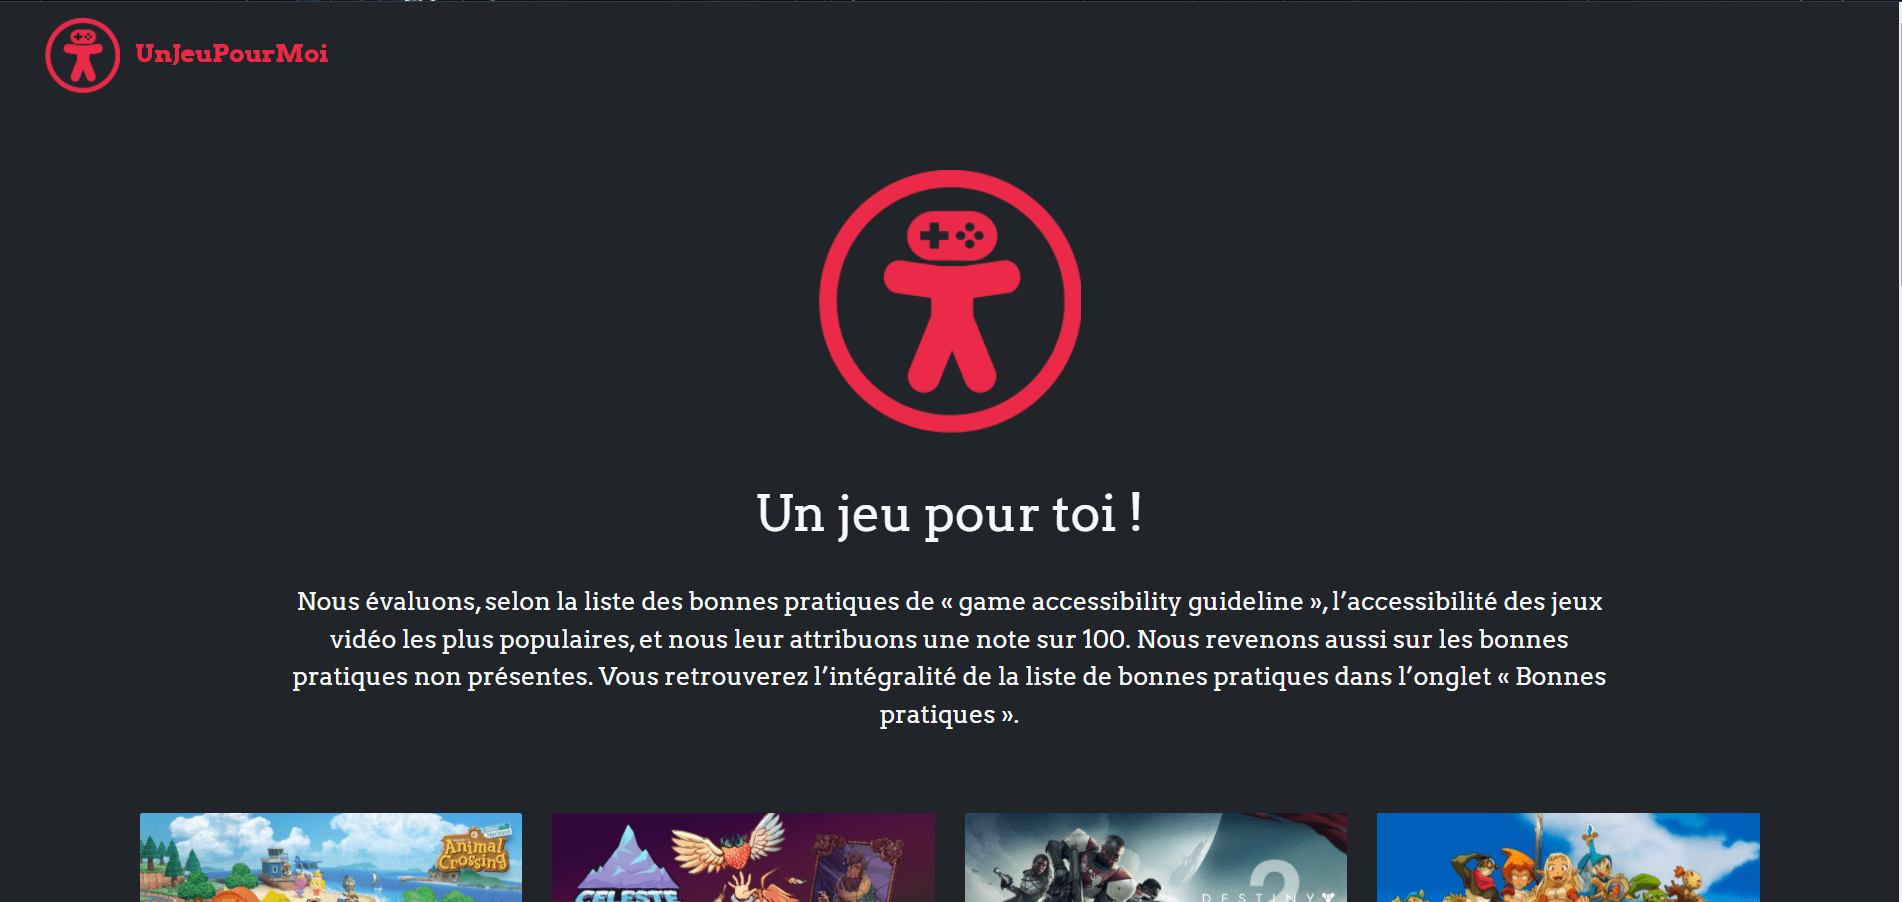 UnJeuPourMoi
Un jeu pour toi !
Nous évaluons, selon la liste des bonnes pratiques de « game accessibility guideline », l’accessibilité des jeux
vidéo les plus populaires, et nous leur attribuons une note sur 100. Nous revenons aussi sur les bonnes
pratiques non présentes. Vous retrouverez l’intégralité de la liste de bonnes pratiques dans l’onglet « Bonnes
pratiques ».
Animal
Crossing
CELESTE
DESTINY 2